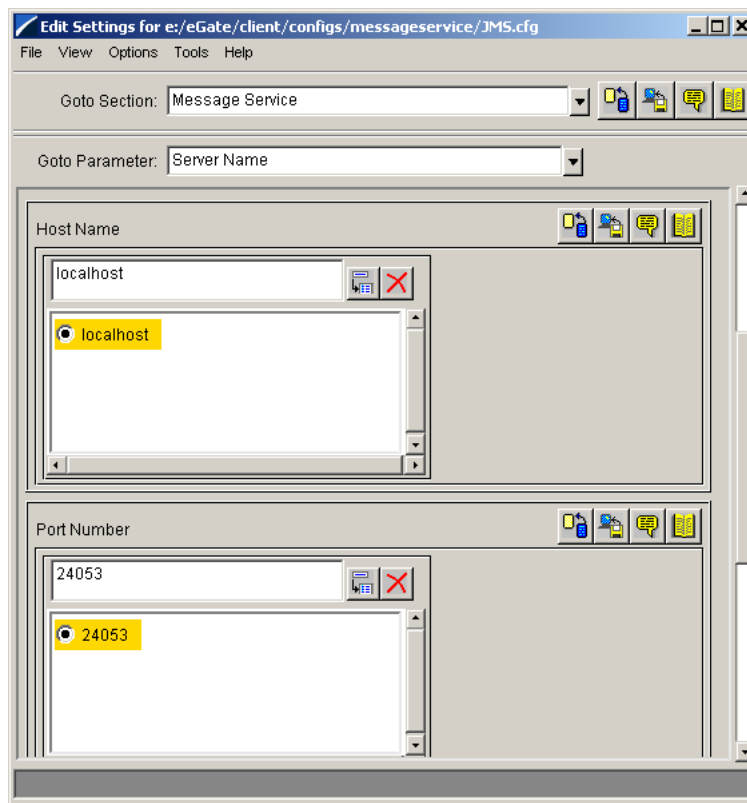 Edit Settings for e:/eGate/client/configs/messageservice/JMS.cfg
File View Options Tools Help
Goto Section: Message Service
Goto Parameter: Server Name
Host Name
localhost
localhost
Port Number
24053
24053